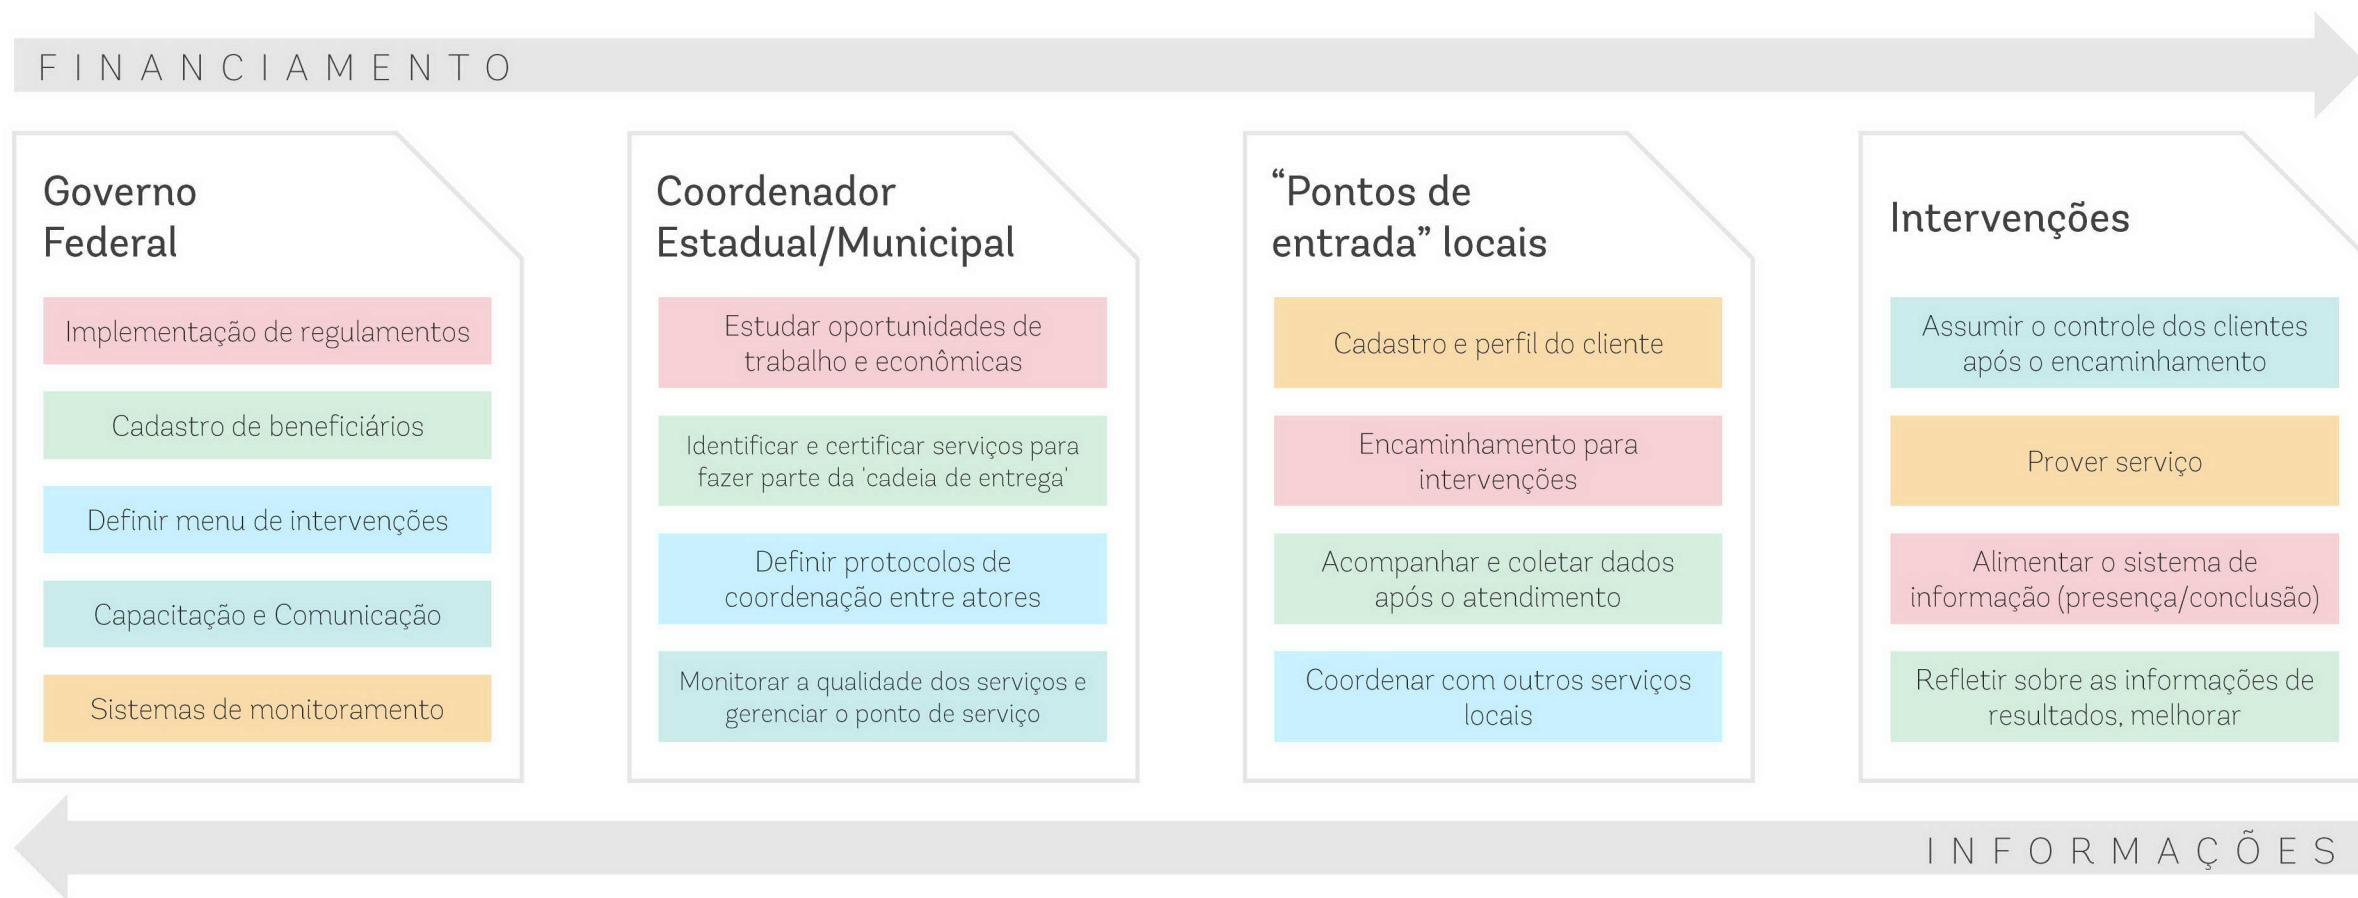 FINANCIAMENTO
Governo
Federal
Implementação de regulamentos
Cadastro de beneficiários
Definir menu de intervenções
Capacitação e Comunicação
Sistemas de monitoramento
Coordenador
Estadual/Municipal
Estudar oportunidades de
trabalho e econômicas
Identificar e certificar serviços para
fazer parte da 'cadeia de entrega'
Definir protocolos de
coordenação entre atores
Monitorar a qualidade dos serviços e
gerenciar o ponto de serviço
“Pontos de
entrada” locais
Cadastro e perfil do cliente
Encaminhamento para
intervenções
Acompanhar e coletar dados
após o atendimento
Coordenar com outros serviços
locais
Intervenções
Assumir o controle dos clientes
após o encaminhamento
Prover serviço
Alimentar o sistema de
informação (presença/conclusão)
Refletir sobre as informações de
resultados, melhorar
INFORMAÇÕES